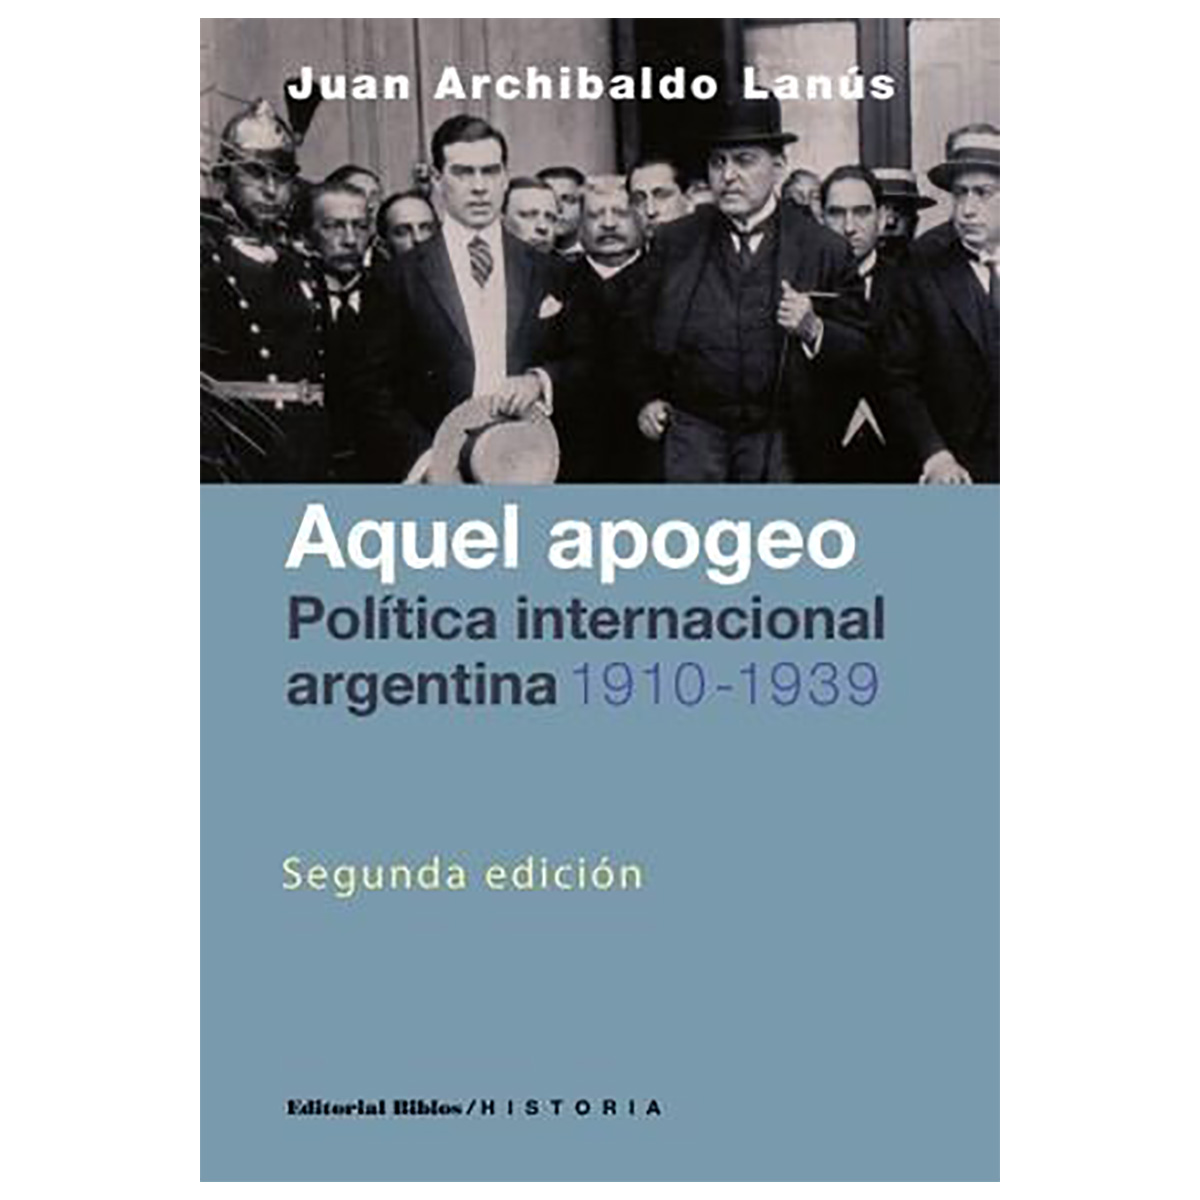 Juan Archibaldo Lanús
Aquel apogeo
Política internacional
argentina 1910-1939
Segunda edición
Editorial Biblos/HISTORIA